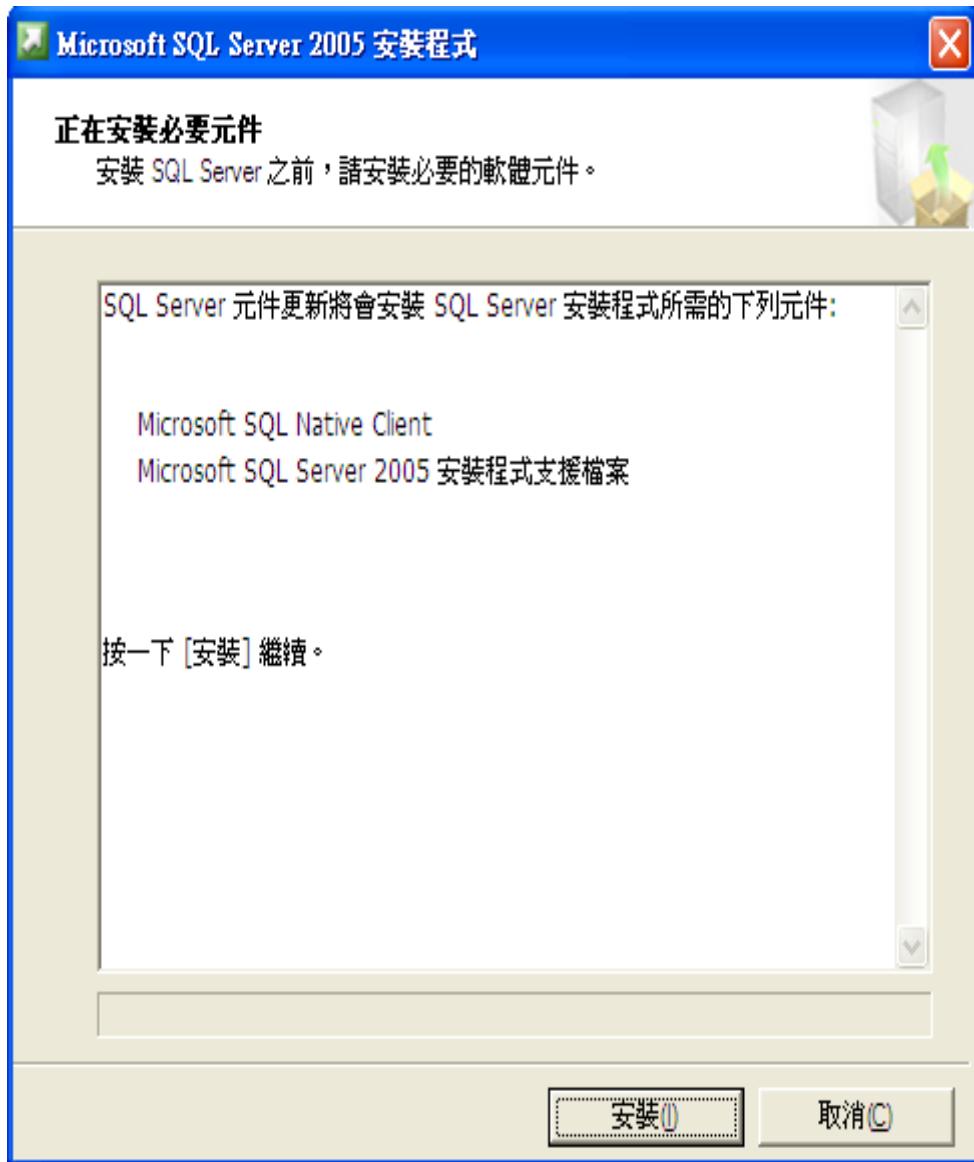 Microsoft SQL Server 2005 安裝程式
正在安裝必要元件
安裝 SQL Server 之前，請安裝必要的軟體元件。
SQL Server 元件更新將會安裝 SQL Server 安裝程式所需的下列元件:
Microsoft SQL Native Client
Microsoft SQL Server 2005 安裝程式支援檔案
按一下 [安裝] 繼續。
安裝(I) 取消(C)